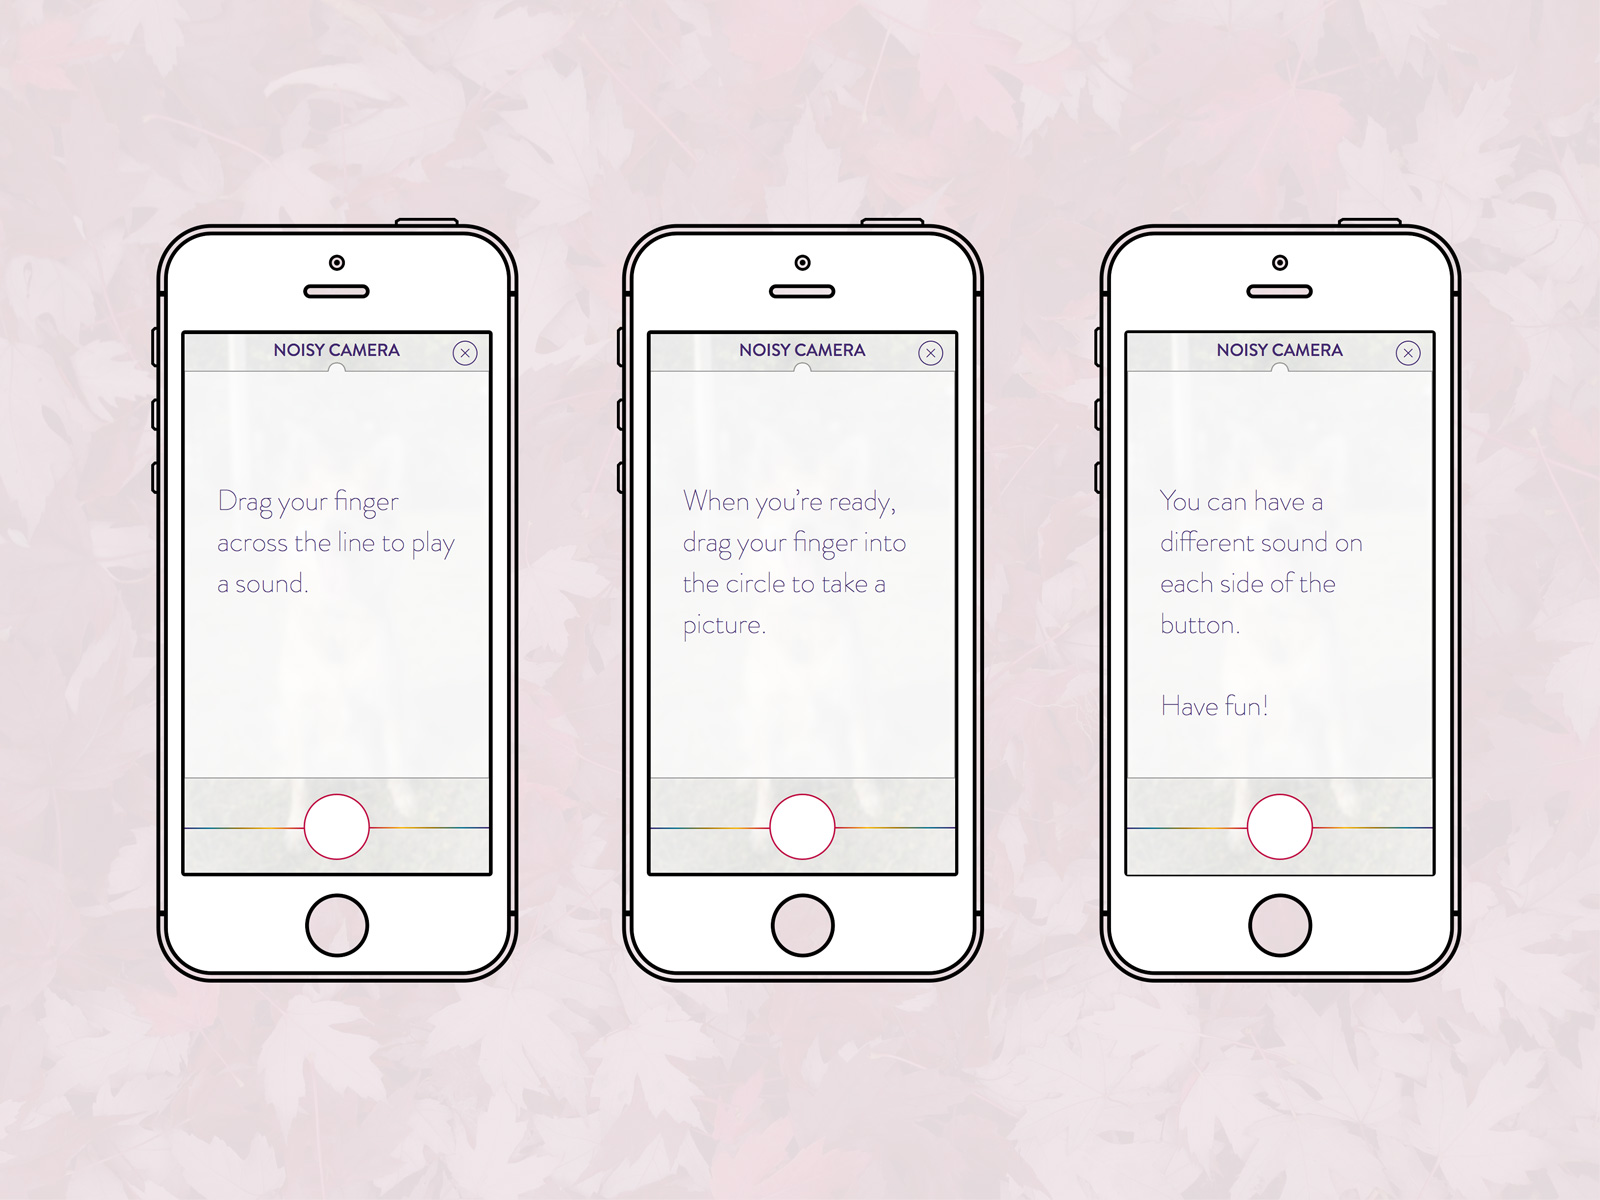 NOISY CAMERA
Drag your finger
across the line to play
a sound.
NOISY CAMERA
When you're ready,
drag your finger into
the circle to take a
picture.
NOISY CAMERA
You can have a
different sound on
each side of the
button.
Have fun!